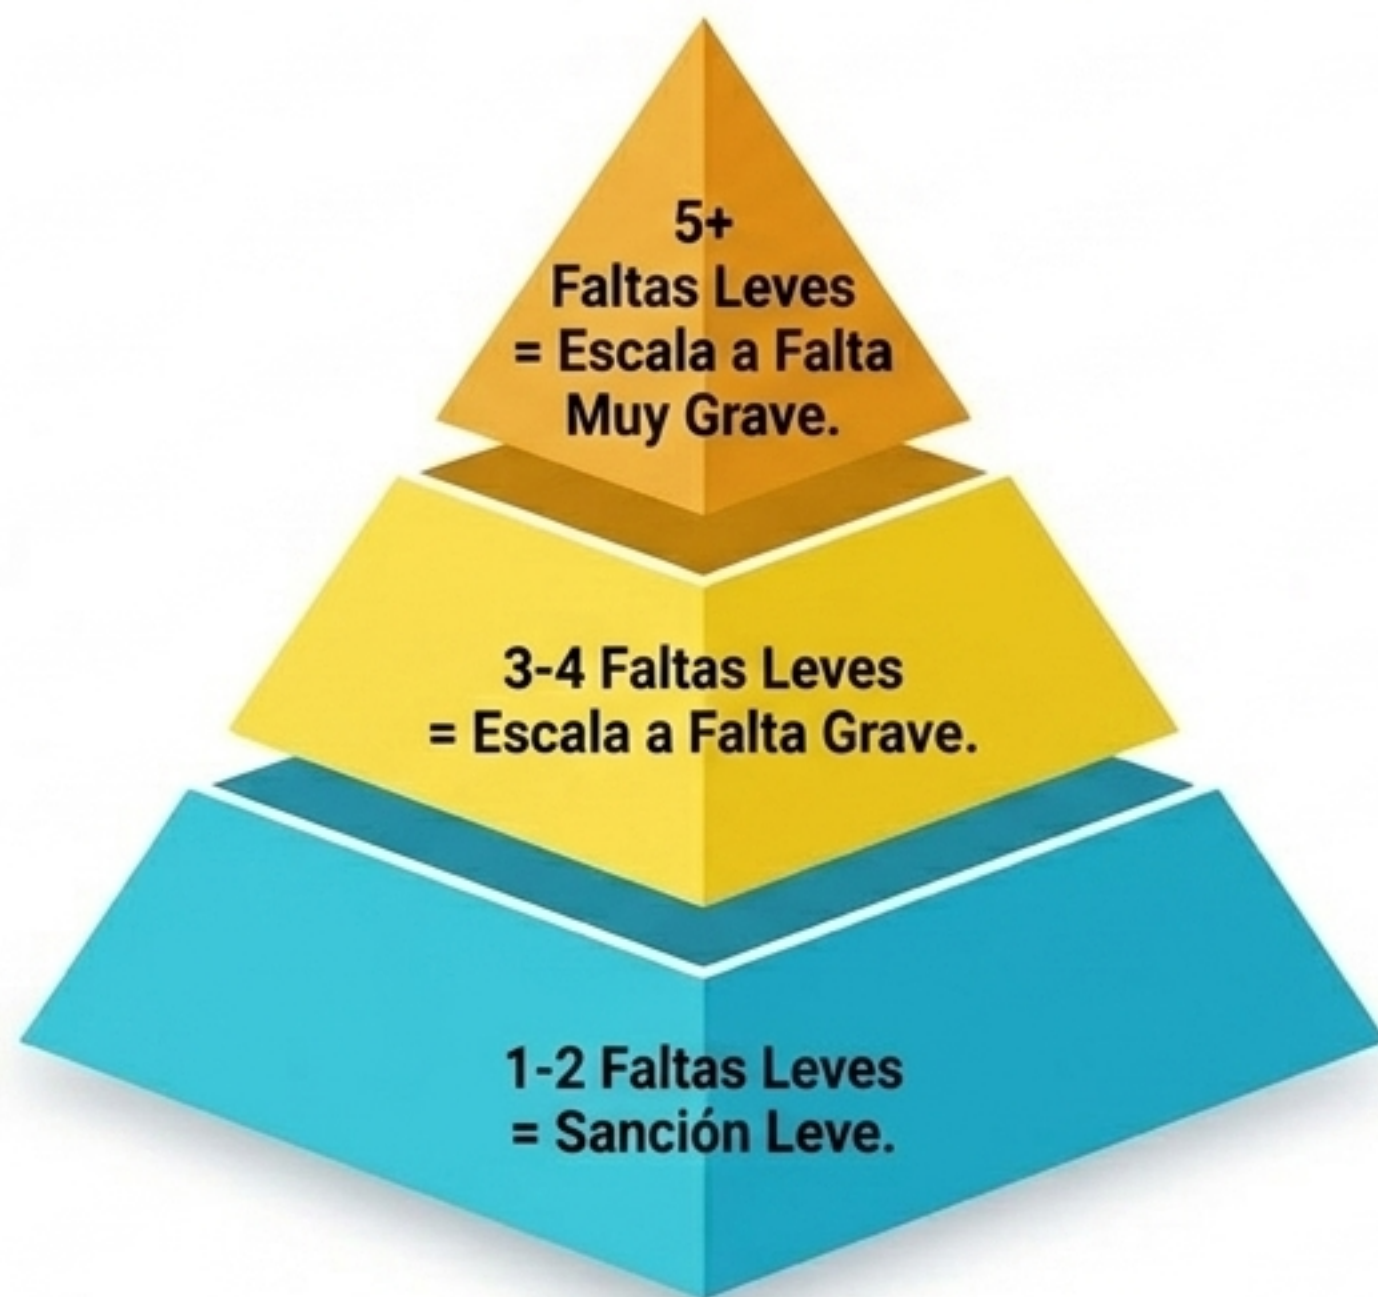 5+
Faltas Leves
= Escala a Falta
Muy Grave.
3-4 Faltas Leves
= Escala a Falta Grave.
1-2 Faltas Leves
= Sanción Leve.